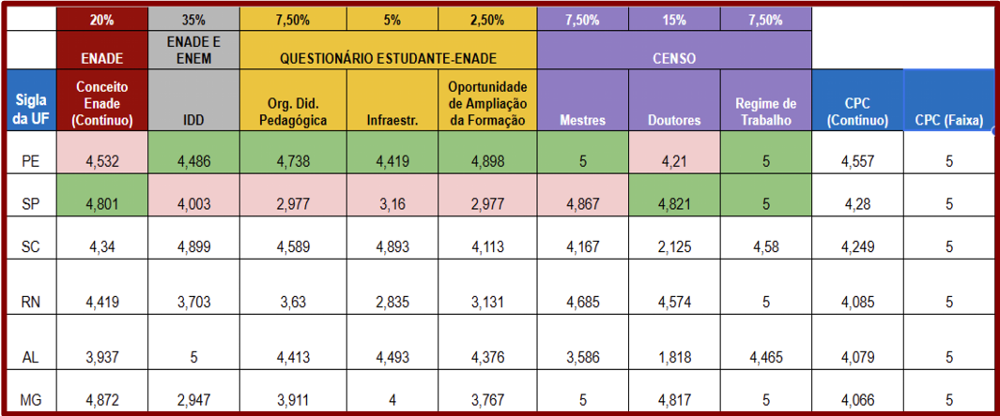 20% 35% 7,50% 5% 2,50% 7,50% 15% 7,50%
ENADE ENADE E ENEM QUESTIONÁRIO ESTUDANTE-ENADE CENSO
Sigla da UF Conceito Enade (Contínuo) IDD Org. Did. Pedagógica Infraestr. Oportunidade de Ampliação da Formação Mestres Doutores Regime de Trabalho CPC (Contínuo) CPC (Faixa)
PE 4,532 4,486 4,738 4,419 4,898 5 4,21 5 4,557 5
SP 4,801 4,003 2,977 3,16 2,977 4,867 4,821 5 4,28 5
SC 4,34 4,899 4,589 4,893 4,113 4,167 2,125 4,58 4,249 5
RN 4,419 3,703 3,63 2,835 3,131 4,685 4,574 5 4,085 5
AL 3,937 5 4,413 4,493 4,376 3,586 1,818 4,465 4,079 5
MG 4,872 2,947 3,911 4 3,767 5 4,817 5 4,066 5